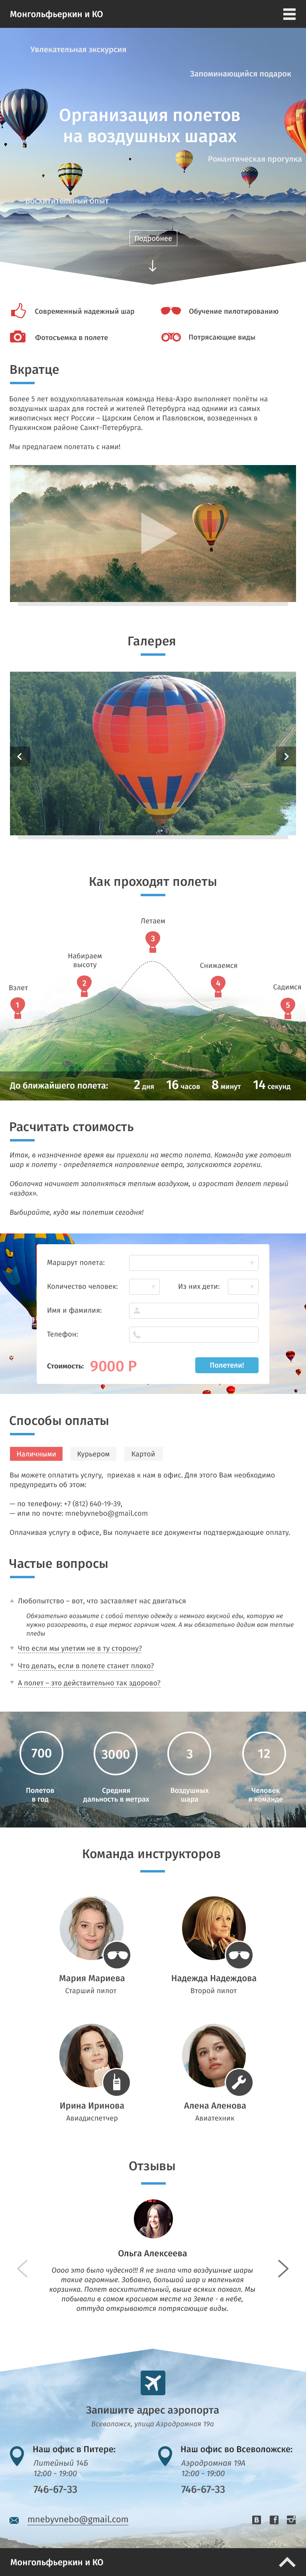 Монгольфьеркин и КО
Увлекательная экскурсия
Запоминающийся подарок
Организация полетов
на воздушных шарах
Романтическая прогулка
Восхитительный опыт
Подробнее
Современный надежный шар
Обучение пилотированию
Фотосъемка в полете
Потрясающие виды
Вкратце
Более 5 лет воздухоплавательная команда Нева-Аэро выполняет полёты на
воздушных шарах для гостей и жителей Петербурга над одними из самых
живописных мест России – Царским Селом и Павловском, возведенных в
Пушкинском районе Санкт-Петербурга.
Мы предлагаем полетать с нами!
Галерея
Как проходят полеты
Летаем
3
Набираем
высоту
2
Снижаемся
4
Взлет
1
Садимся
5
До ближайшего полета: 2 дня 16 часов 8 минут 14 секунд
Расчитать стоимость
Итак, в назначенное время вы приехали на место полета. Команда уже готовит
шар к полету - определяется направление ветра, запускаются горелки.
Оболочка начинает заполняться теплым воздухом, и аэростат делает первый
«вздох».
Выбирайте, куда мы полетим сегодня!
Маршрут полета:
Количество человек:
Из них дети:
Имя и фамилия:
Телефон:
Стоимость: 9000 Р
Полетели!
Способы оплаты
Наличными
Курьером
Картой
Вы можете оплатить услугу, приехав к нам в офис. Для этого Вам необходимо
предупредить об этом:
— по телефону: +7 (812) 640-19-39,
— или по почте: mnebyvnebo@gmail.com
Оплачивая услугу в офисе, Вы получаете все документы подтверждающие оплату.
Частые вопросы
Любопытство – вот, что заставляет нас двигаться
Обязательно возьмите с собой теплую одежду и немного вкусной еды, которую не
нужно разогревать, а еще термос с горячим чаем. А мы обязательно дадим вам теплые
пледы
Что если мы улетим не в ту сторону?
Что делать, если в полете станет плохо?
А полет – это действительно так здорово?
700
3000
3
12
Полетов
в год
Средняя
дальность в метрах
Воздушных
шара
Человек
в команде
Команда инструкторов
Мария Мариева
Старший пилот
Надежда Надеждова
Второй пилот
Ирина Иринова
Авиадиспетчер
Алена Аленова
Авиатехник
Отзывы
Ольга Алексеева
Оооо это было чудесно!!! Я не знала что воздушные шары
такие огромные. Забавно, большой шар и маленькая
корзинка. Полет восхитительный, выше всяких похвал. Мы
побывали в самом красивом месте на Земле - в небе,
оттуда открываются потрясающие виды.
Запишите адрес аэропорта
Всеволожск, улица Аэродромная 19а
Наш офис в Питере:
Литейный 14Б
12:00 - 19:00
746-67-33
Наш офис во Всеволожске:
Аэродромная 19А
12:00 - 19:00
746-67-33
mnebyvnebo@gmail.com
Монгольфьеркин и КО